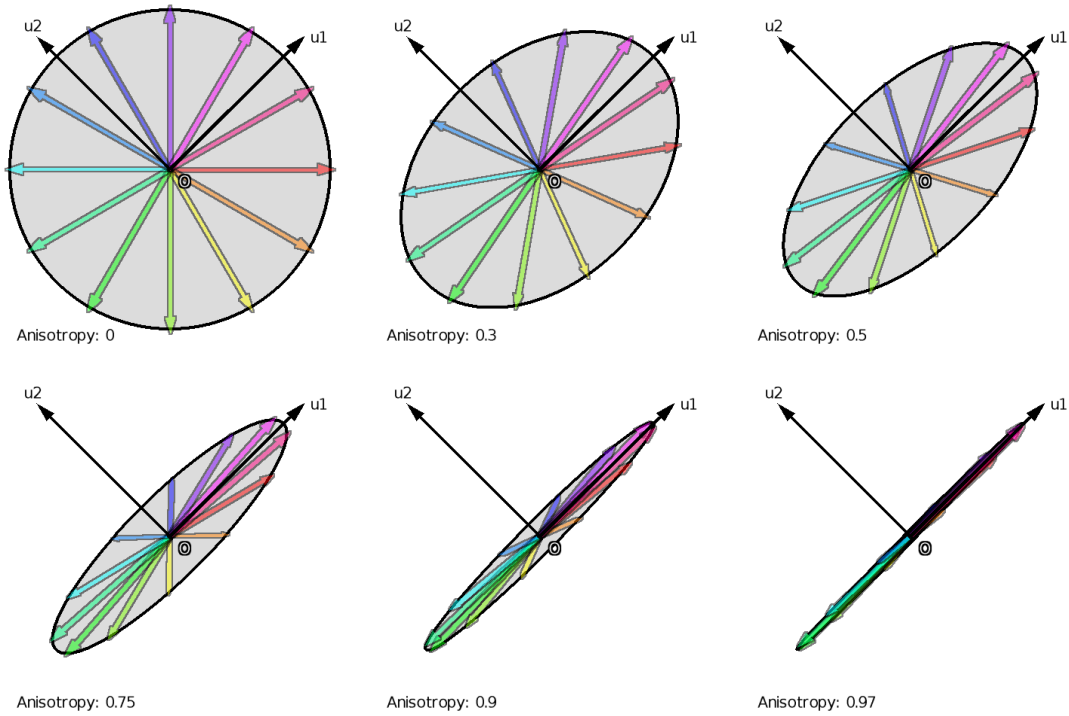 u2
u1
O
Anisotropy: 0
u2
u1
O
Anisotropy: 0.3
u2
u1
O
Anisotropy: 0.5
u2
u1
O
Anisotropy: 0.75
u2
u1
O
Anisotropy: 0.9
u2
u1
O
Anisotropy: 0.97